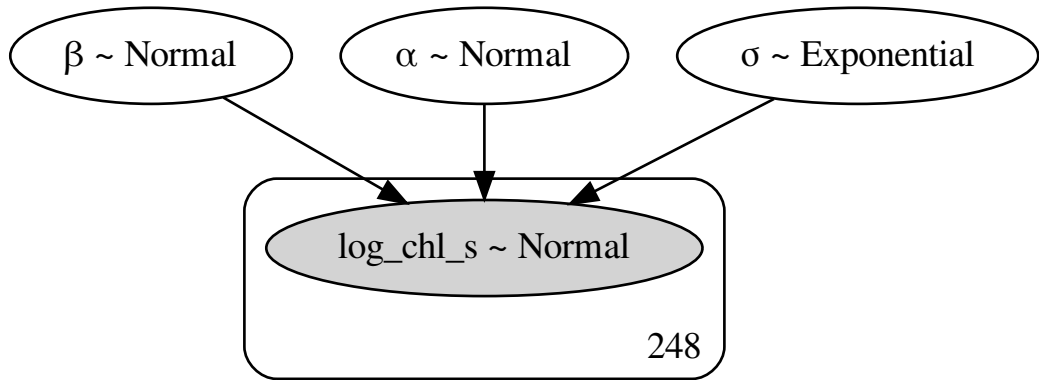 β ~ Normal
α ~ Normal
σ ~ Exponential
log_chl_s ~ Normal
248